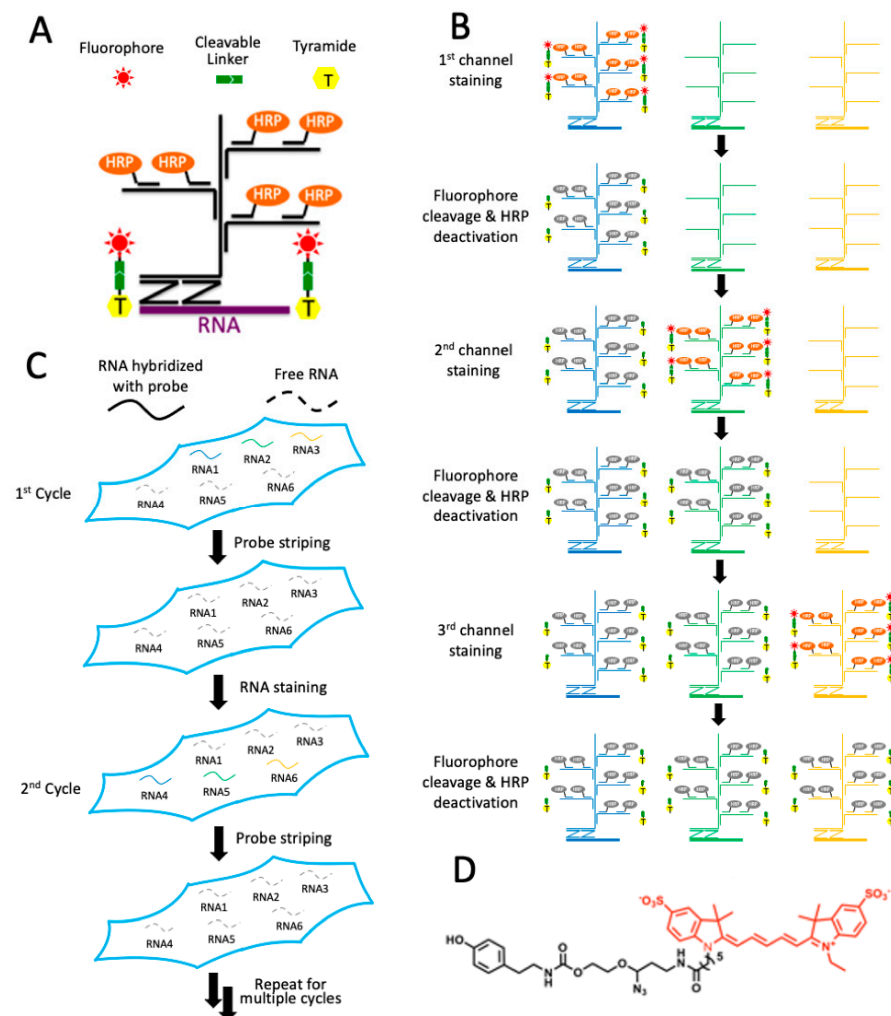 A
Fluorophore
Cleavable
Linker
Tyramide
T
HRP
HRP
HRP
HRP
HRP
HRP
T
T
RNA
B
1st channel
staining
Fluorophore
cleavage & HRP
deactivation
2nd channel
staining
Fluorophore
cleavage & HRP
deactivation
3rd channel
staining
Fluorophore
cleavage & HRP
deactivation
C
RNA hybridized
with probe
Free RNA
1st Cycle
RNA1
RNA2
RNA3
RNA4
RNA5
RNA6
Probe striping
RNA1
RNA2
RNA3
RNA4
RNA5
RNA6
RNA staining
2nd Cycle
RNA1
RNA2
RNA3
RNA4
RNA5
RNA6
Probe striping
RNA1
RNA2
RNA3
RNA4
RNA5
RNA6
Repeat for
multiple cycles
D
-O3S
SO3-
HO
N
H
O
O
O
N3
H
N
O
5
N
N+